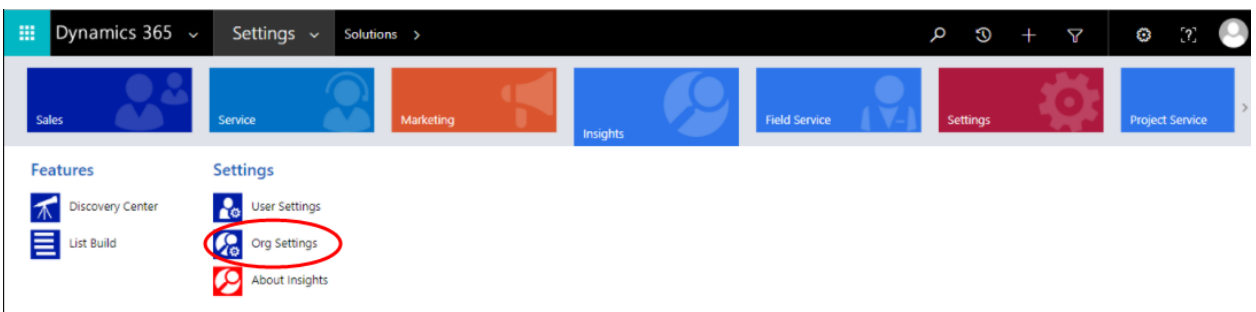 Dynamics 365 Settings Solutions
Sales Service Marketing Insights Field Service Settings Project Service
Features Settings
Discovery Center User Settings
List Build Org Settings
About Insights